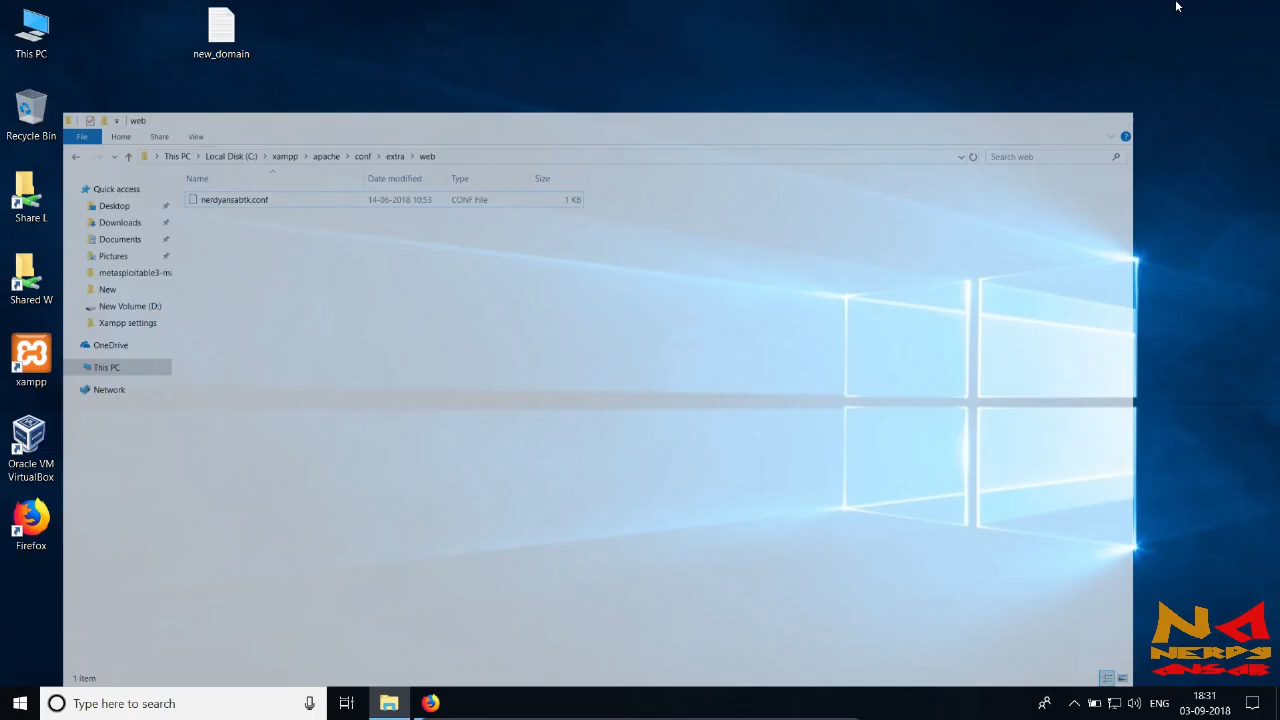 This PC
new_domain
Recycle Bin
Share L
Shared W
xampp
Oracle VM
VirtualBox
Firefox
web
File Home Share View
This PC > Local Disk (C:) > xampp > apache > conf > extra > web
Search web
Name Date modified Type Size
nerdyansabtk.conf 14-06-2018 10:53 CONF File 1 KB
Quick access
Desktop
Downloads
Documents
Pictures
metasploitable3-m
New
New Volume (D:)
Xampp settings
OneDrive
This PC
Network
1 item
NA
NERDY
ANSAB
Type here to search
ENG
18:31
03-09-2018